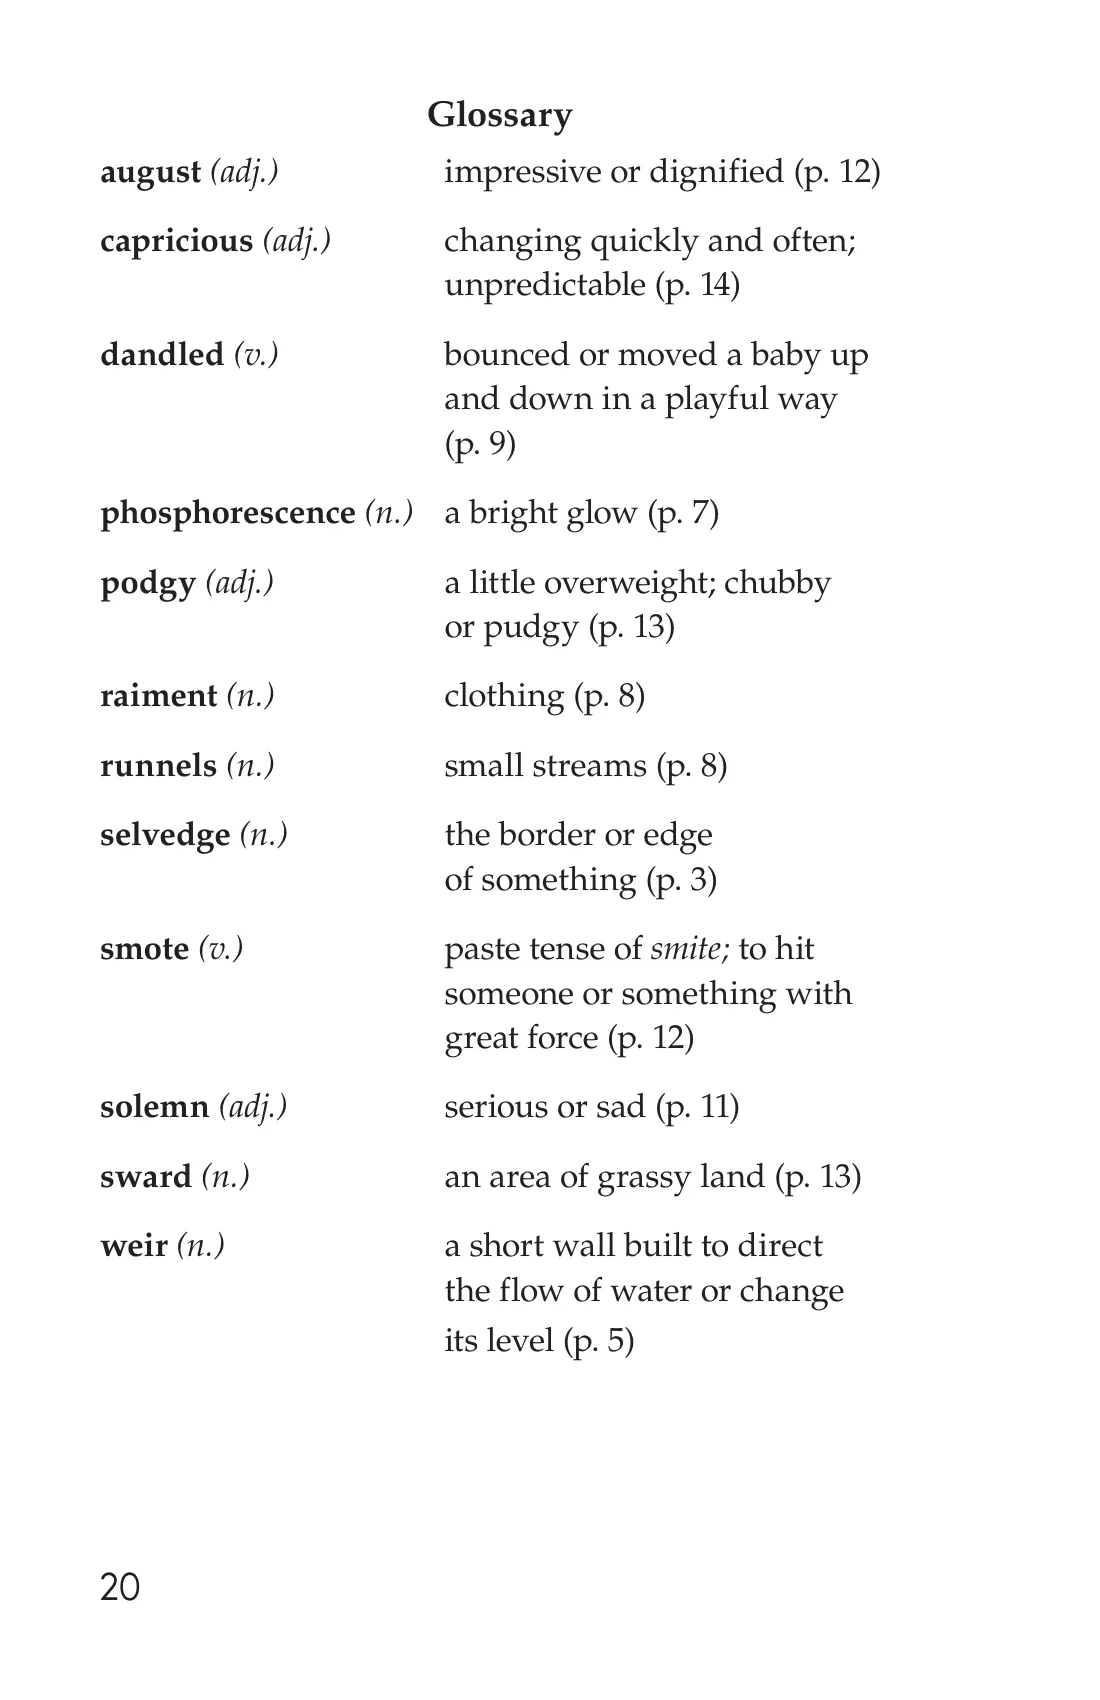 Glossary
august (adj.) impressive or dignified (p. 12)
capricious (adj.) changing quickly and often;
unpredictable (p. 14)
dandled (v.) bounced or moved a baby up
and down in a playful way
(p. 9)
phosphorescence (n.) a bright glow (p. 7)
podgy (adj.) a little overweight; chubby
or pudgy (p. 13)
raiment (n.) clothing (p. 8)
runnels (n.) small streams (p. 8)
selvedge (n.) the border or edge
of something (p. 3)
smote (v.) paste tense of smite; to hit
someone or something with
great force (p. 12)
solemn (adj.) serious or sad (p. 11)
sward (n.) an area of grassy land (p. 13)
weir (n.) a short wall built to direct
the flow of water or change
its level (p. 5)
20